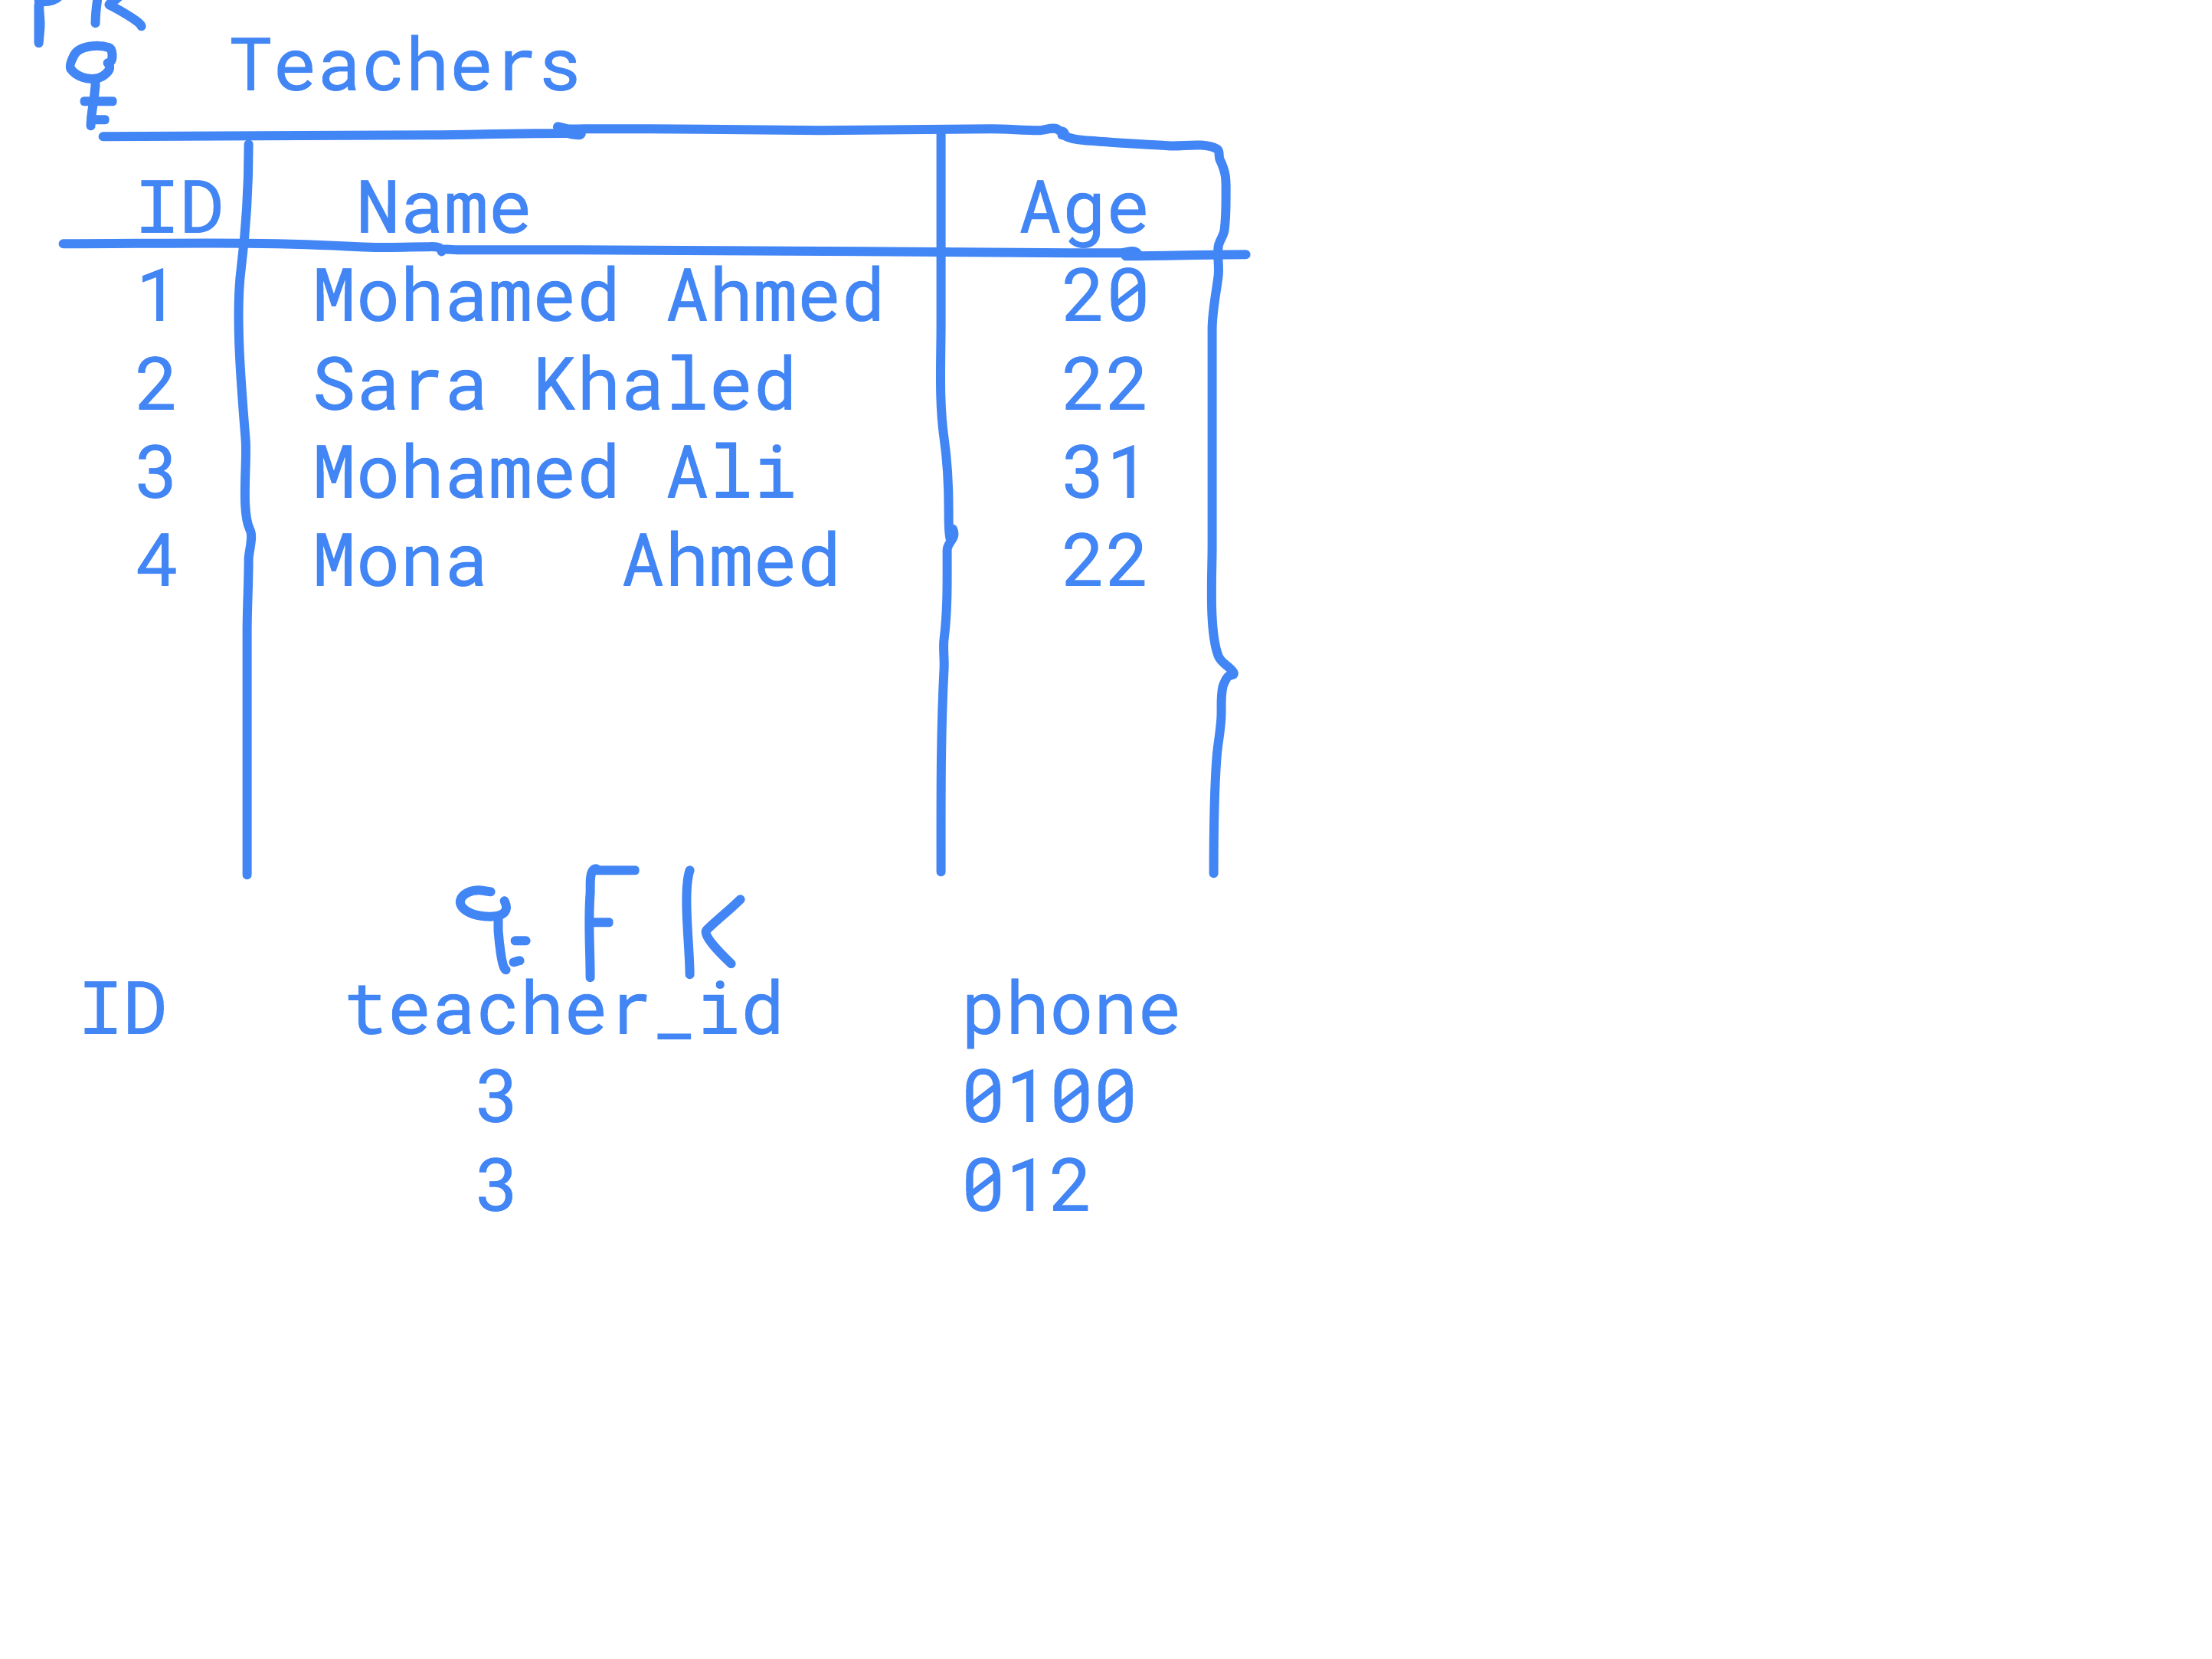 PK
Teachers
ID Name Age
1 Mohamed Ahmed 20
2 Sara Khaled 22
3 Mohamed Ali 31
4 Mona Ahmed 22
FK
ID teacher_id phone
3 0100
3 012